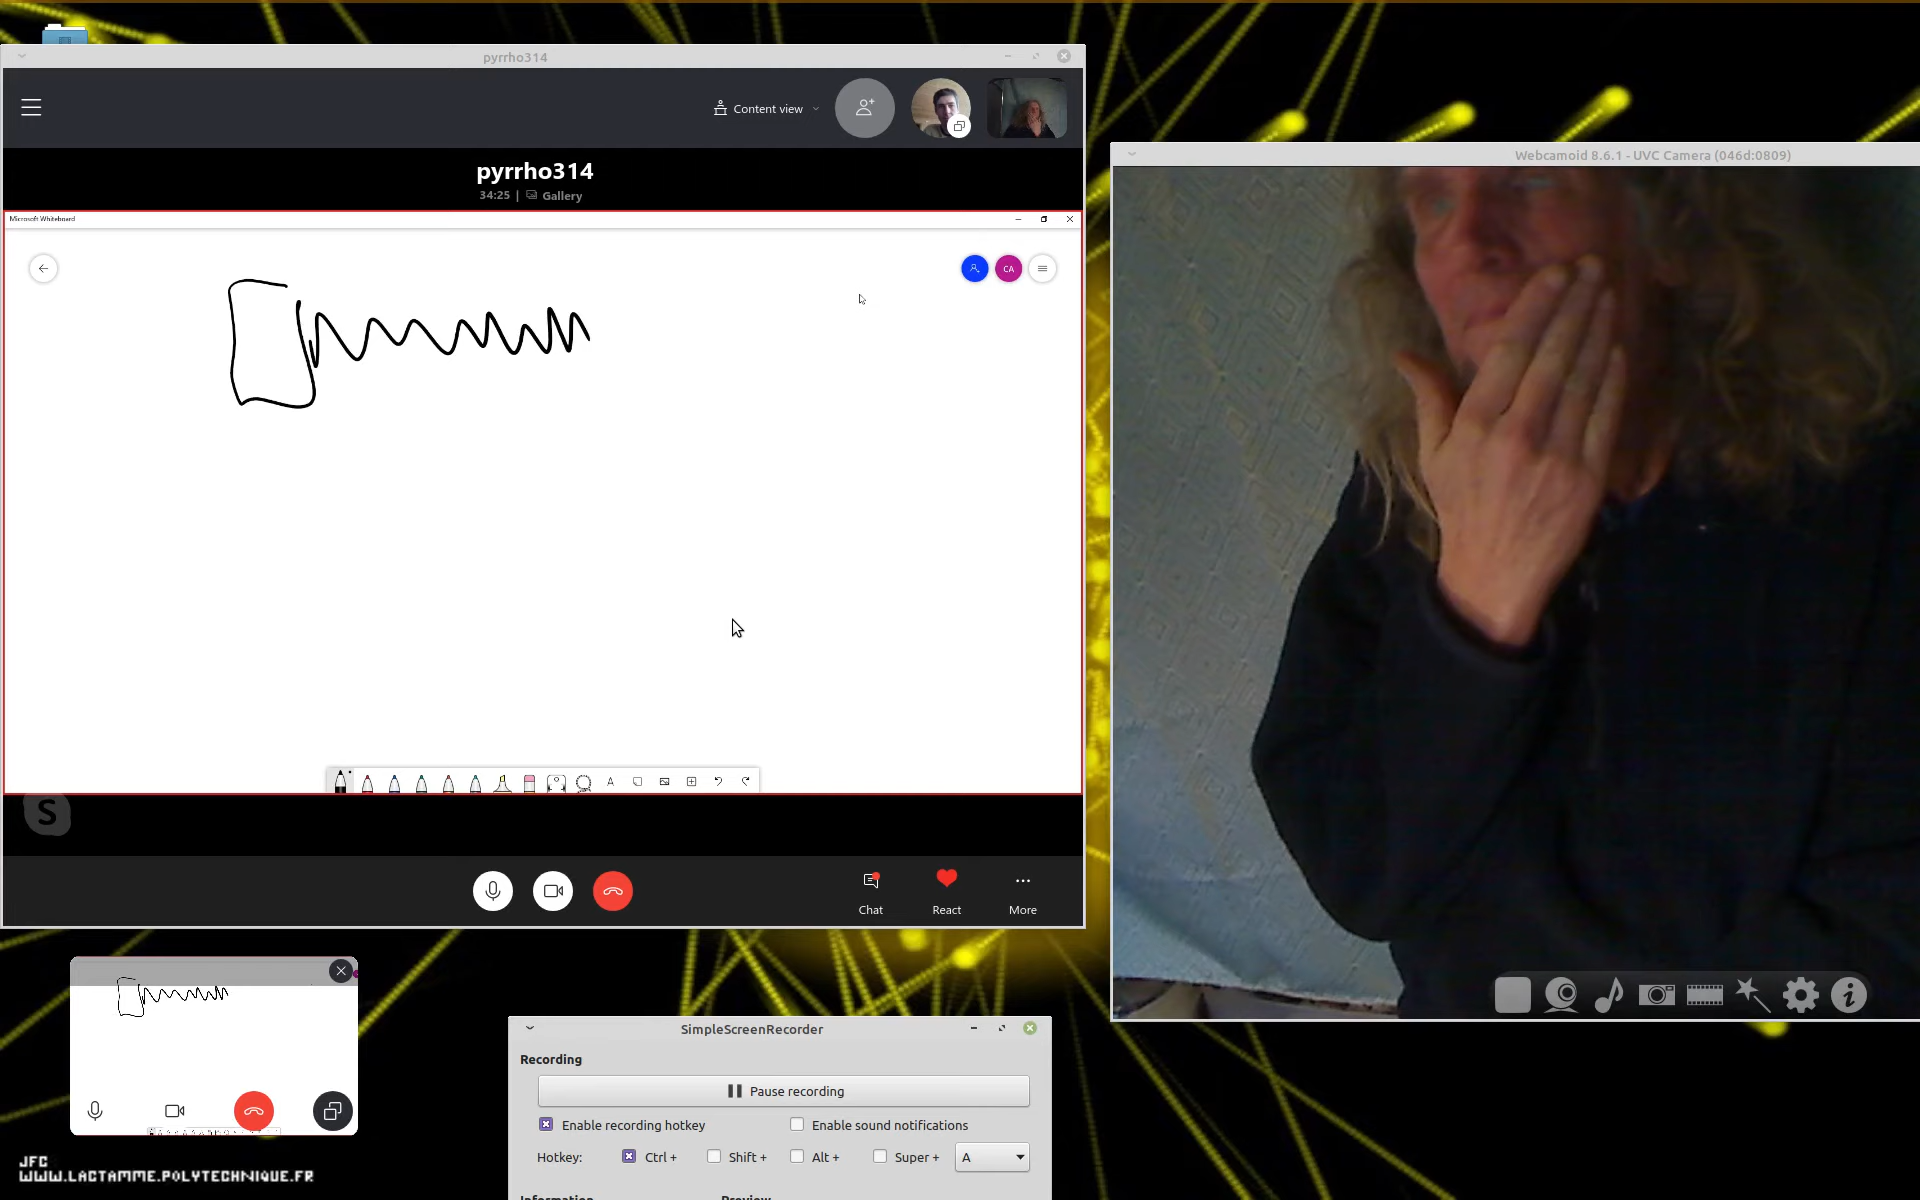 pyrrho314
Content view
pyrrho314
34:25 | Gallery
Microsoft Whiteboard
CA
A
S
Chat
React
More
Webcamoid 8.6.1 - UVC Camera (046d:0809)
SimpleScreenRecorder
Recording
Pause recording
Enable recording hotkey
Enable sound notifications
Hotkey:
Ctrl +
Shift +
Alt +
Super +
A
Information
Preview
JFC
WWW.LACTAMME.POLYTECHNIQUE.FR